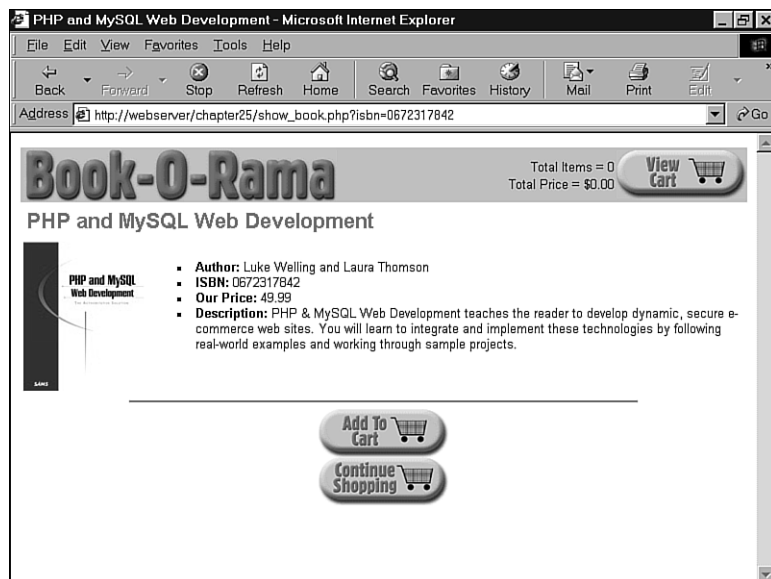 PHP and MySQL Web Development - Microsoft Internet Explorer
File Edit View Favorites Tools Help
Back Forward Stop Refresh Home Search Favorites History Mail Print Edit
Address http://webserver/chapter25/show_book.php?isbn=0672317842 Go
Book-O-Rama
Total Items = 0
Total Price = $0.00
View
Cart
PHP and MySQL Web Development
PHP and MySQL
Web Development
SAMS
Author: Luke Welling and Laura Thomson
ISBN: 0672317842
Our Price: 49.99
Description: PHP & MySQL Web Development teaches the reader to develop dynamic, secure e-
commerce web sites. You will learn to integrate and implement these technologies by following
real-world examples and working through sample projects.
Add To
Cart
Continue
Shopping